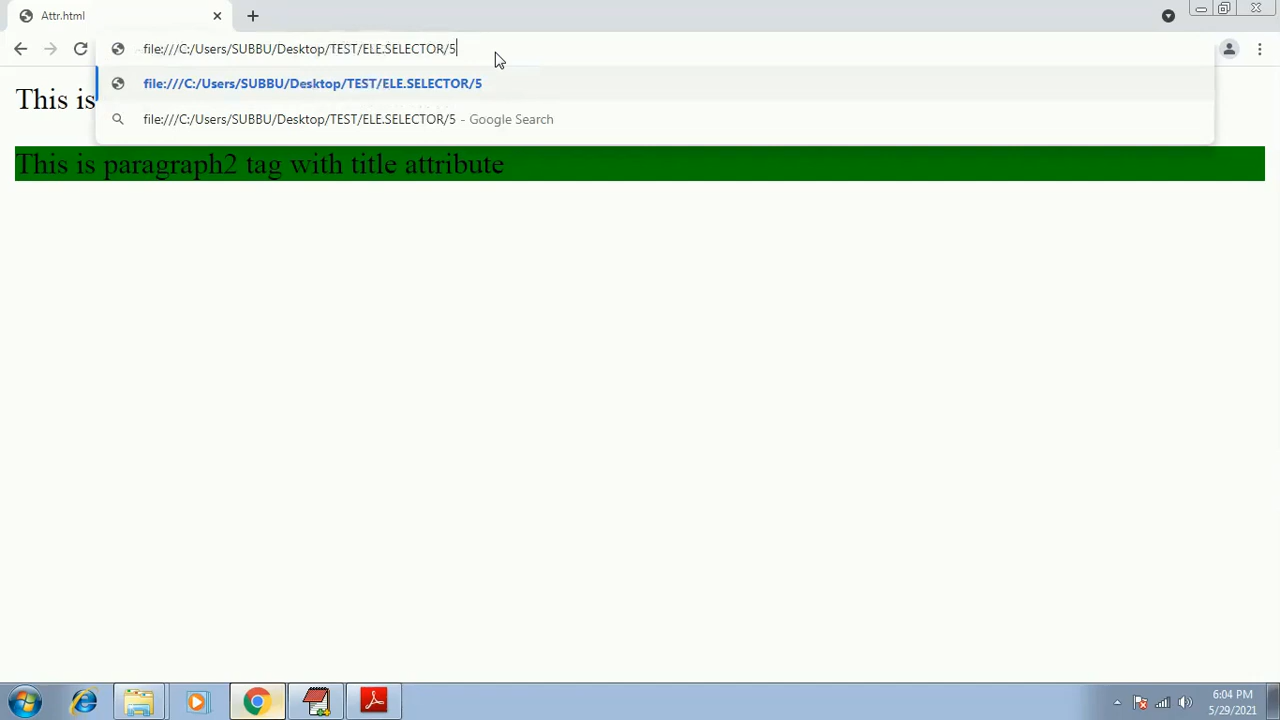 Attr.html
file:///C:/Users/SUBBU/Desktop/TEST/ELE.SELECTOR/5
file:///C:/Users/SUBBU/Desktop/TEST/ELE.SELECTOR/5
This is
file:///C:/Users/SUBBU/Desktop/TEST/ELE.SELECTOR/5 - Google Search
This is paragraph2 tag with title attribute
6:04 PM
5/29/2021